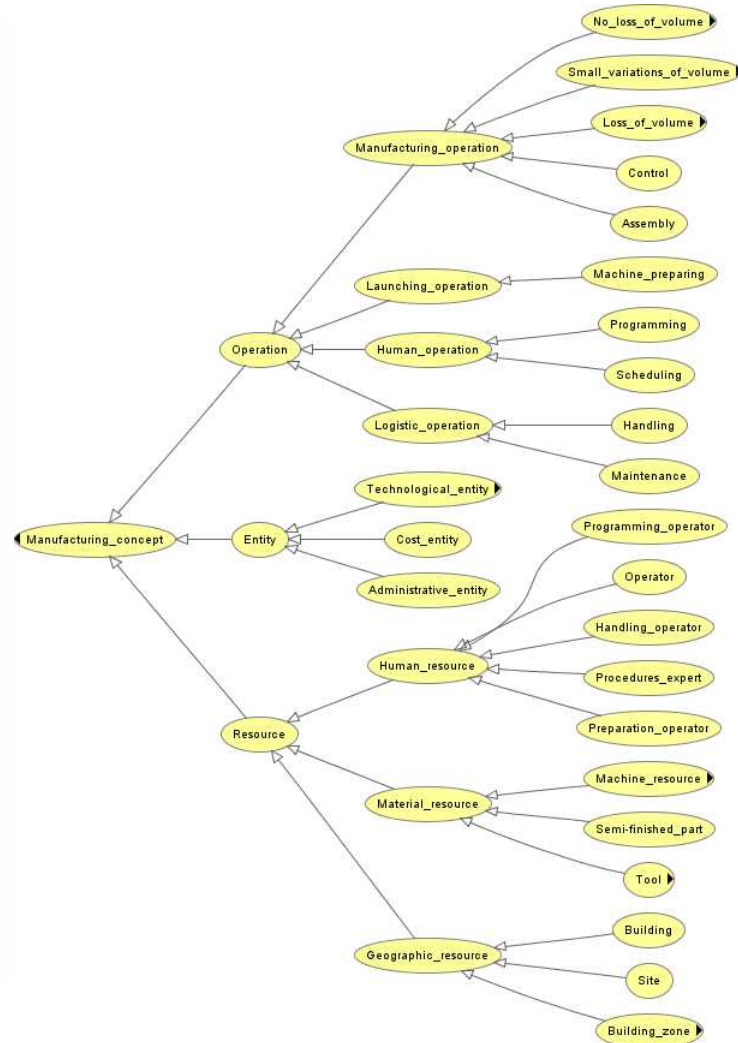 No_loss_of_volume
Small_variations_of_volume
Loss_of_volume
Manufacturing_operation
Control
Assembly
Machine_preparing
Launching_operation
Programming
Operation
Human_operation
Scheduling
Logistic_operation
Handling
Maintenance
Technological_entity
Programming_operator
Manufacturing_concept
Entity
Cost_entity
Operator
Administrative_entity
Handling_operator
Human_resource
Procedures_expert
Preparation_operator
Resource
Machine_resource
Material_resource
Semi-finished_part
Tool
Building
Geographic_resource
Site
Building_zone